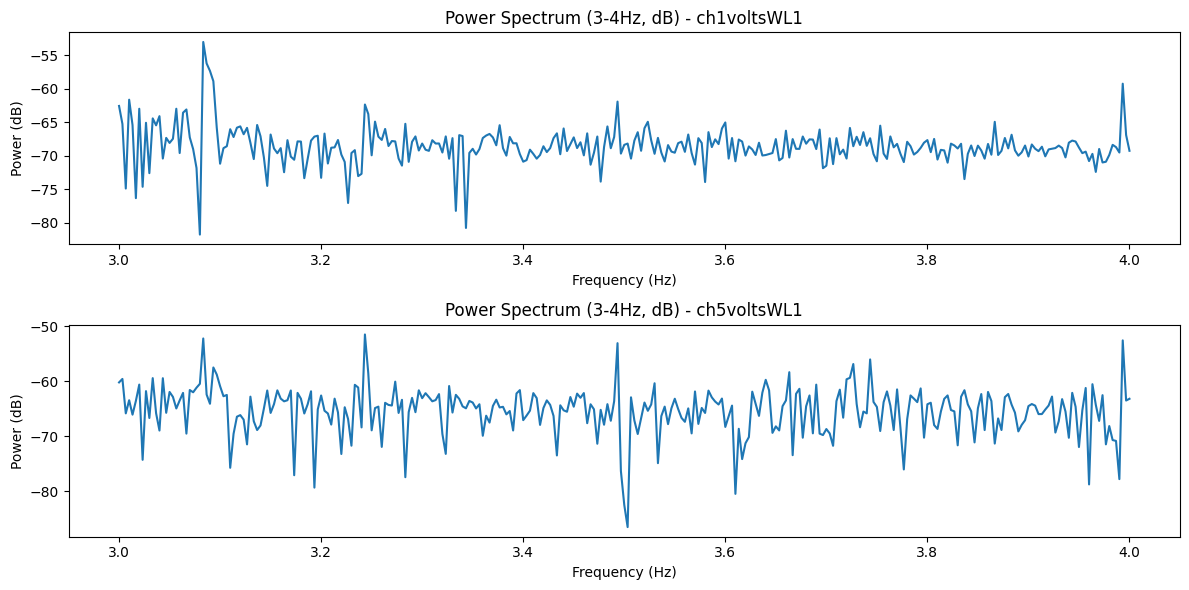 Power Spectrum (3-4Hz, dB) - ch1voltsWL1
Power (dB)
−55
−60
−65
−70
−75
−80
3.0 3.2 3.4 3.6 3.8 4.0
Frequency (Hz)
Power Spectrum (3-4Hz, dB) - ch5voltsWL1
Power (dB)
−50
−60
−70
−80
3.0 3.2 3.4 3.6 3.8 4.0
Frequency (Hz)